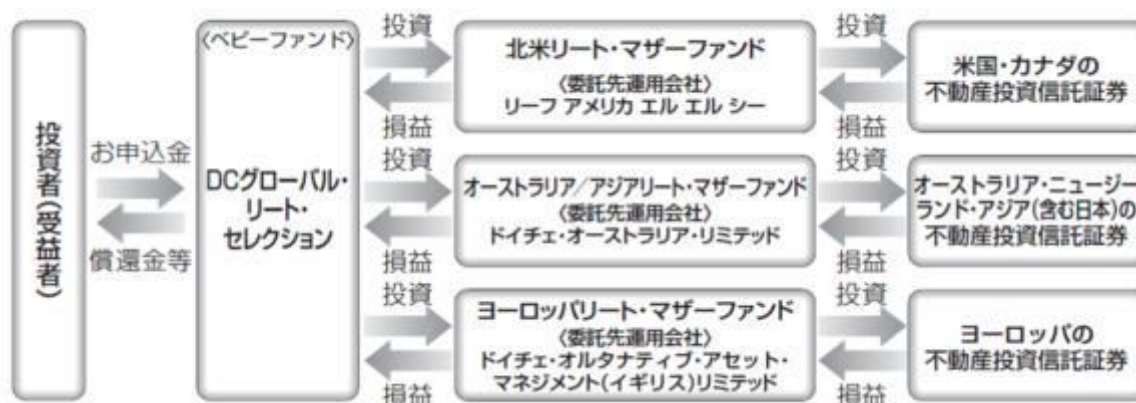 投資者(受益者)
お申込金
償還金等
〈ベビーファンド〉
DCグローバル・
リート・
セレクション
投資
損益
北米リート・マザーファンド
〈委託先運用会社〉
リーフ アメリカ エル エル シー
投資
損益
米国・カナダの
不動産投資信託証券
投資
損益
オーストラリア/アジアリート・マザーファンド
〈委託先運用会社〉
ドイチェ・オーストラリア・リミテッド
投資
損益
オーストラリア・ニュージー
ランド・アジア(含む日本)の
不動産投資信託証券
投資
損益
ヨーロッパリート・マザーファンド
〈委託先運用会社〉
ドイチェ・オルタナティブ・アセット・
マネジメント(イギリス)リミテッド
投資
損益
ヨーロッパの
不動産投資信託証券